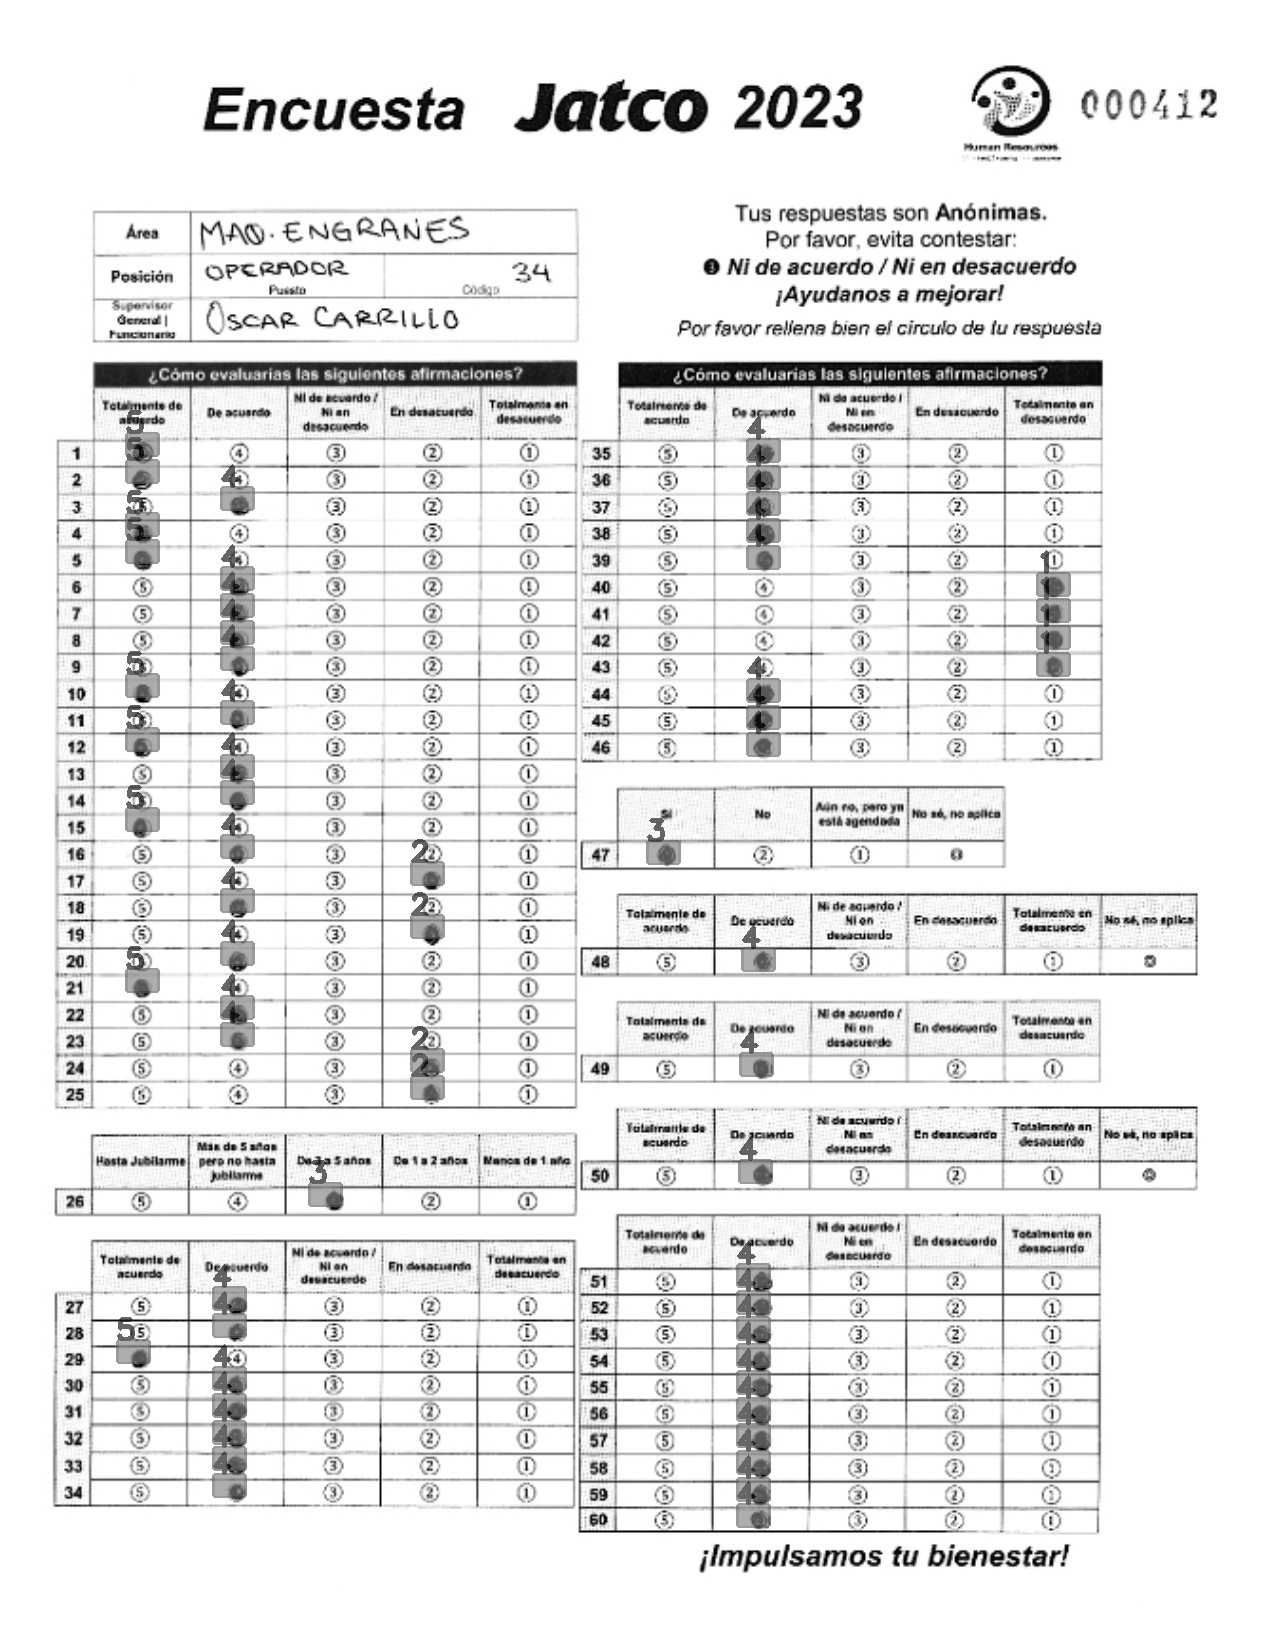 Encuesta Jatco 2023
Human Resources
000412
Área MAQ. ENGRANES
Posición OPERADOR 34
Puesto Código
Supervisor General | Funcionario OSCAR CARRILLO
Tus respuestas son Anónimas.
Por favor, evita contestar:
❸ Ni de acuerdo / Ni en desacuerdo
¡Ayudanos a mejorar!
Por favor rellena bien el circulo de tu respuesta
¿Cómo evaluarias las siguientes afirmaciones?
Totalmente de acuerdo De acuerdo Ni de acuerdo / Ni en desacuerdo En desacuerdo Totalmente en desacuerdo
1 5 ④ ③ ② ①
2 5 ④ ③ ② ①
3 ⑤ 4 ③ ② ①
4 5 ④ ③ ② ①
5 5 ④ ③ ② ①
6 ⑤ 4 ③ ② ①
7 ⑤ 4 ③ ② ①
8 ⑤ 4 ③ ② ①
9 ⑤ 4 ③ ② ①
10 5 ④ ③ ② ①
11 ⑤ 4 ③ ② ①
12 5 ④ ③ ② ①
13 ⑤ 4 ③ ② ①
14 ⑤ 4 ③ ② ①
15 5 ④ ③ ② ①
16 ⑤ 4 ③ ② ①
17 ⑤ ④ ③ 2 ①
18 ⑤ 4 ③ ② ①
19 ⑤ ④ ③ 2 ①
20 ⑤ 4 ③ ② ①
21 5 ④ ③ ② ①
22 ⑤ 4 ③ ② ①
23 ⑤ 4 ③ ② ①
24 ⑤ ④ ③ 2 ①
25 ⑤ ④ ③ 2 ①
Hasta Jubilarme Mas de 5 años pero no hasta jubilarme De 3 a 5 años De 1 a 2 años Menos de 1 año
26 ⑤ ④ 3 ② ①
Totalmente de acuerdo De acuerdo Ni de acuerdo / Ni en desacuerdo En desacuerdo Totalmente en desacuerdo
27 ⑤ 4 ③ ② ①
28 ⑤ 4 ③ ② ①
29 5 ④ ③ ② ①
30 ⑤ 4 ③ ② ①
31 ⑤ 4 ③ ② ①
32 ⑤ 4 ③ ② ①
33 ⑤ 4 ③ ② ①
34 ⑤ 4 ③ ② ①
¿Cómo evaluarias las siguientes afirmaciones?
Totalmente de acuerdo De acuerdo Ni de acuerdo / Ni en desacuerdo En desacuerdo Totalmente en desacuerdo
35 ⑤ 4 ③ ② ①
36 ⑤ 4 ③ ② ①
37 ⑤ 4 ③ ② ①
38 ⑤ 4 ③ ② ①
39 ⑤ 4 ③ ② ①
40 ⑤ ④ ③ ② 1
41 ⑤ ④ ③ ② 1
42 ⑤ ④ ③ ② 1
43 ⑤ ④ ③ ② 1
44 ⑤ 4 ③ ② ①
45 ⑤ 4 ③ ② ①
46 ⑤ 4 ③ ② ①
Si No Aún no, pero ya está agendada No sé, no aplica
47 3 ② ① ⓪
Totalmente de acuerdo De acuerdo Ni de acuerdo / Ni en desacuerdo En desacuerdo Totalmente en desacuerdo No sé, no aplica
48 ⑤ 4 ③ ② ① ⓪
Totalmente de acuerdo De acuerdo Ni de acuerdo / Ni en desacuerdo En desacuerdo Totalmente en desacuerdo
49 ⑤ 4 ③ ② ①
Totalmente de acuerdo De acuerdo Ni de acuerdo / Ni en desacuerdo En desacuerdo Totalmente en desacuerdo No sé, no aplica
50 ⑤ 4 ③ ② ① ⓪
Totalmente de acuerdo De acuerdo Ni de acuerdo / Ni en desacuerdo En desacuerdo Totalmente en desacuerdo
51 ⑤ 4 ③ ② ①
52 ⑤ 4 ③ ② ①
53 ⑤ 4 ③ ② ①
54 ⑤ 4 ③ ② ①
55 ⑤ 4 ③ ② ①
56 ⑤ 4 ③ ② ①
57 ⑤ 4 ③ ② ①
58 ⑤ 4 ③ ② ①
59 ⑤ 4 ③ ② ①
60 ⑤ 4 ③ ② ①
¡Impulsamos tu bienestar!